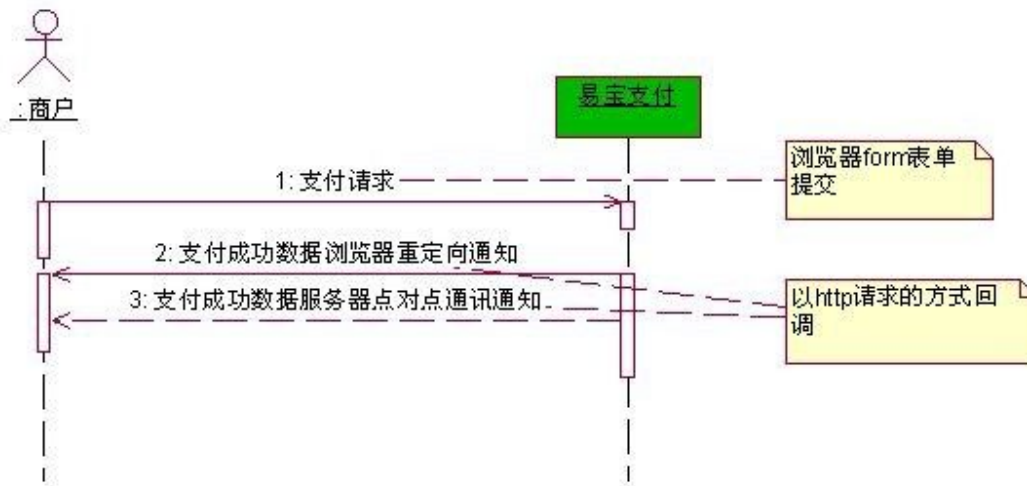 :商户
易宝支付
浏览器form表单
提交
1: 支付请求
2: 支付成功数据浏览器重定向通知
3: 支付成功数据服务器点对点通讯通知
以http请求的方式回
调